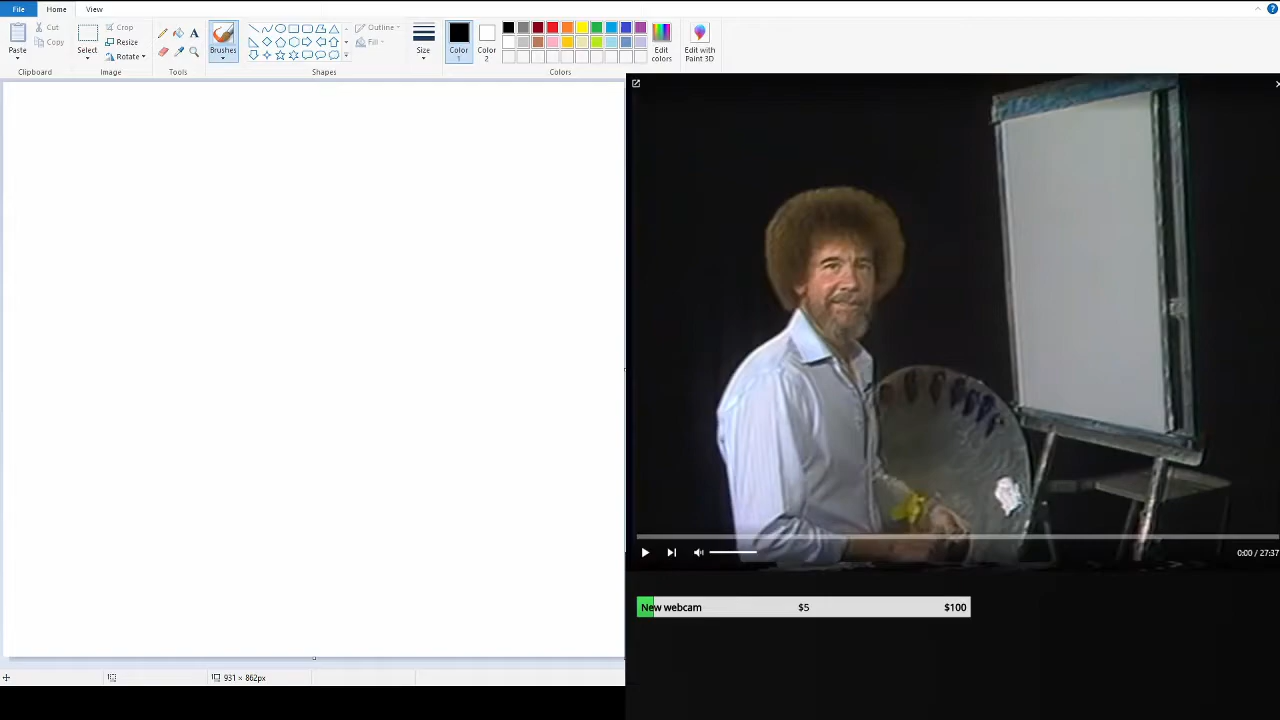 File Home View
Paste Cut Copy Clipboard
Select Crop Resize Rotate Image
A Tools
Brushes
Shapes Outline Fill
Size
Color 1
Color 2
Colors
Edit colors
Edit with Paint 3D
0:00 / 27:37
New webcam $5 $100
931 × 862px